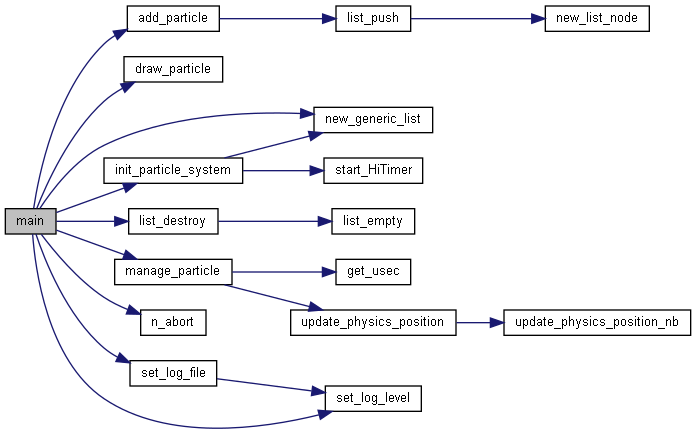 add_particle
list_push
new_list_node
draw_particle
new_generic_list
init_particle_system
start_HiTimer
main
list_destroy
list_empty
manage_particle
get_usec
n_abort
update_physics_position
update_physics_position_nb
set_log_file
set_log_level